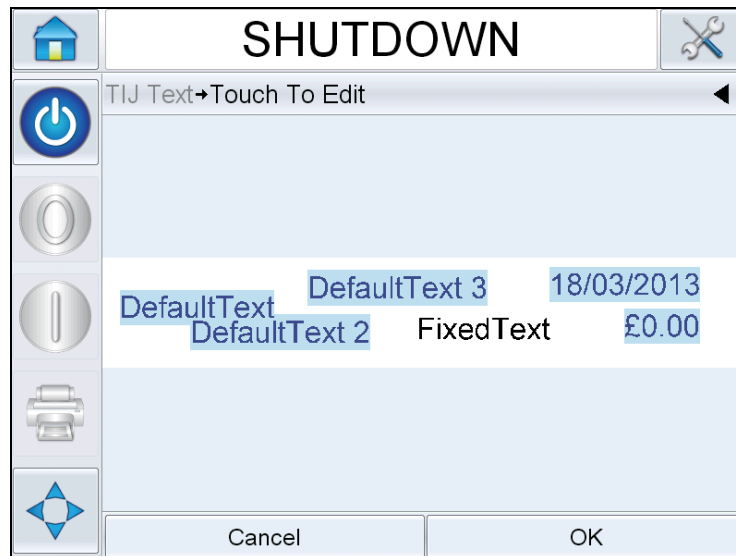 SHUTDOWN
TIJ Text→Touch To Edit
DefaultText 3 18/03/2013
DefaultText
DefaultText 2 FixedText £0.00
Cancel OK